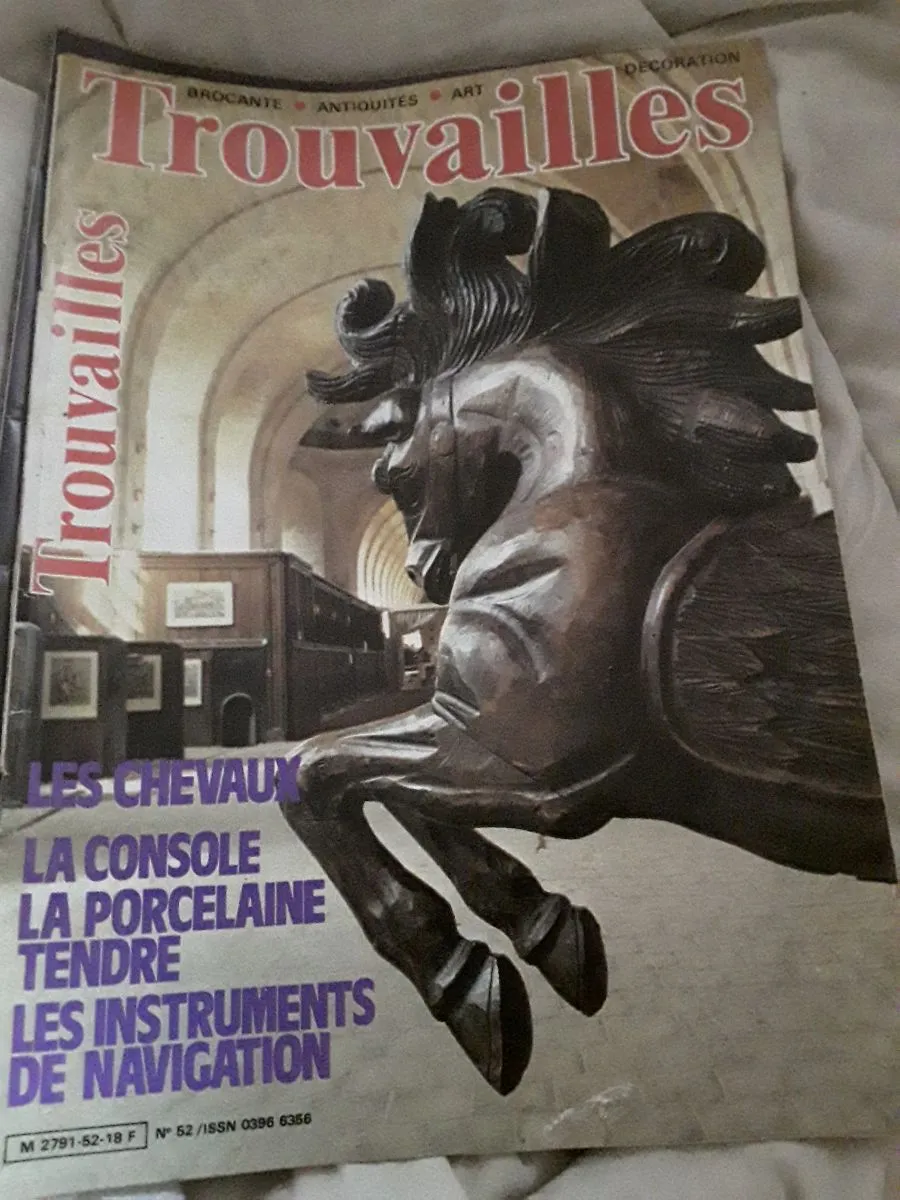 BROCANTE • ANTIQUITÉS • ART DECORATION
Trouvailles
Trouvailles
LES CHEVAUX
LA CONSOLE
LA PORCELAINE
TENDRE
LES INSTRUMENTS
DE NAVIGATION
M 2791-52-18 F N° 52 / ISSN 0396 6356